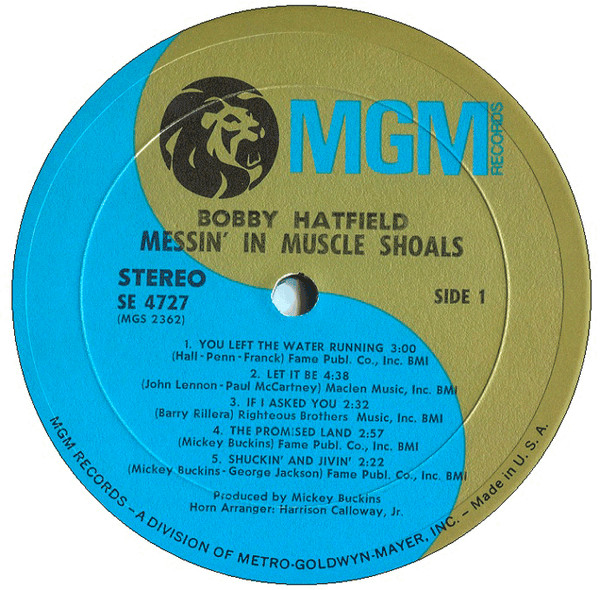 MGM
RECORDS
BOBBY HATFIELD
MESSIN' IN MUSCLE SHOALS
STEREO
SE 4727
(MGS 2362)
SIDE 1
1. YOU LEFT THE WATER RUNNING 3:00
(Hall-Penn-Franck) Fame Publ. Co., Inc. BMI
2. LET IT BE 4:38
(John Lennon-Paul McCartney) Maclen Music, Inc. BMI
3. IF I ASKED YOU 2:32
(Barry Rillera) Righteous Brothers Music, Inc. BMI
4. THE PROMISED LAND 2:57
(Mickey Buckins) Fame Publ. Co., Inc. BMI
5. SHUCKIN' AND JIVIN' 2:22
(Mickey Buckins-George Jackson) Fame Publ. Co., Inc. BMI
Produced by Mickey Buckins
Horn Arranger: Harrison Calloway, Jr.
MGM RECORDS – A DIVISION OF METRO-GOLDWYN-MAYER, INC. – Made in U. S. A.